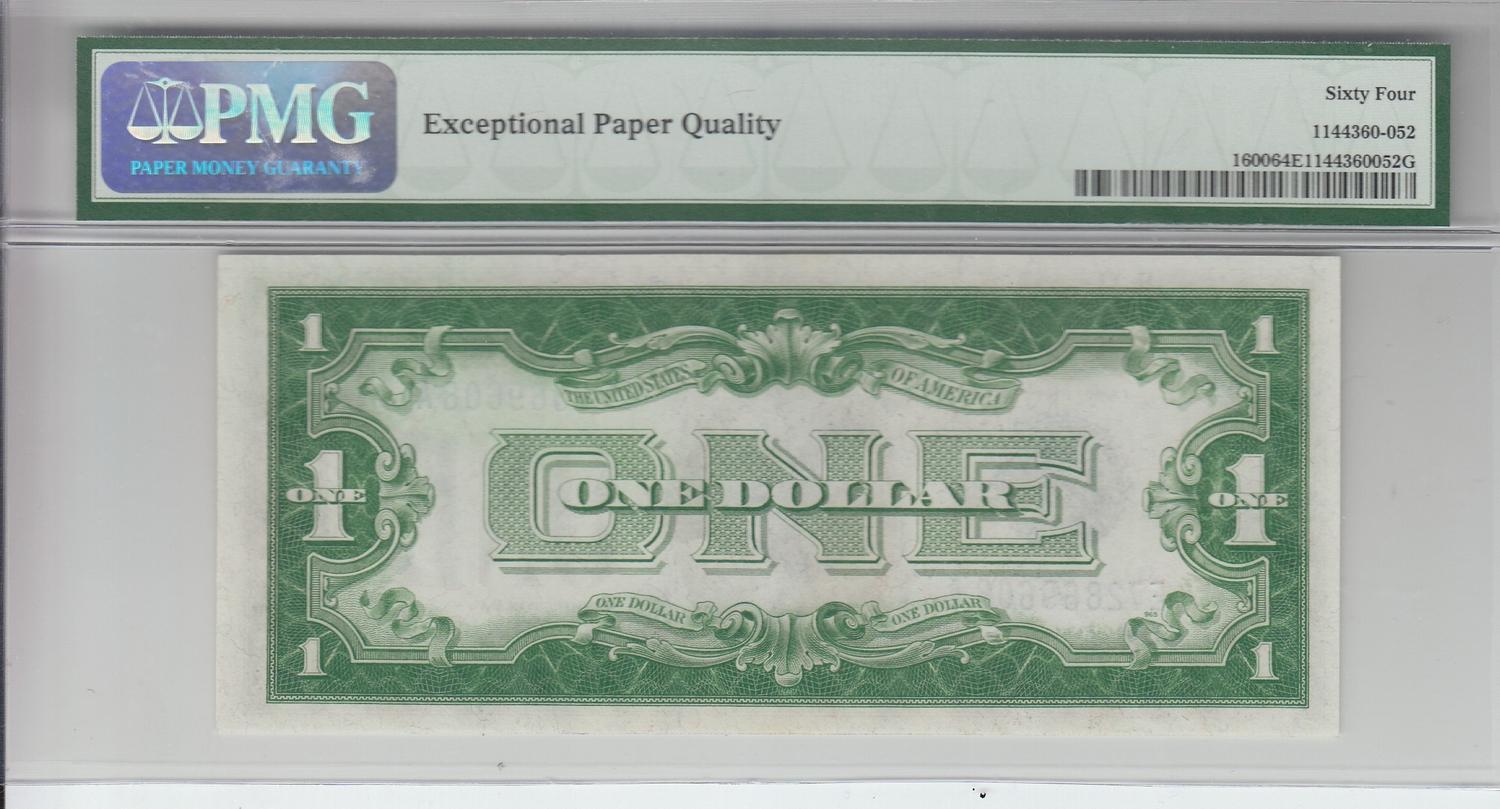 PMG
PAPER MONEY GUARANTY
Exceptional Paper Quality
Sixty Four
1144360-052
160064E1144360052G
1
1
THE UNITED STATES
OF AMERICA
ONE
ONE DOLLAR
1
ONE
1
ONE
ONE DOLLAR
ONE DOLLAR
1
1